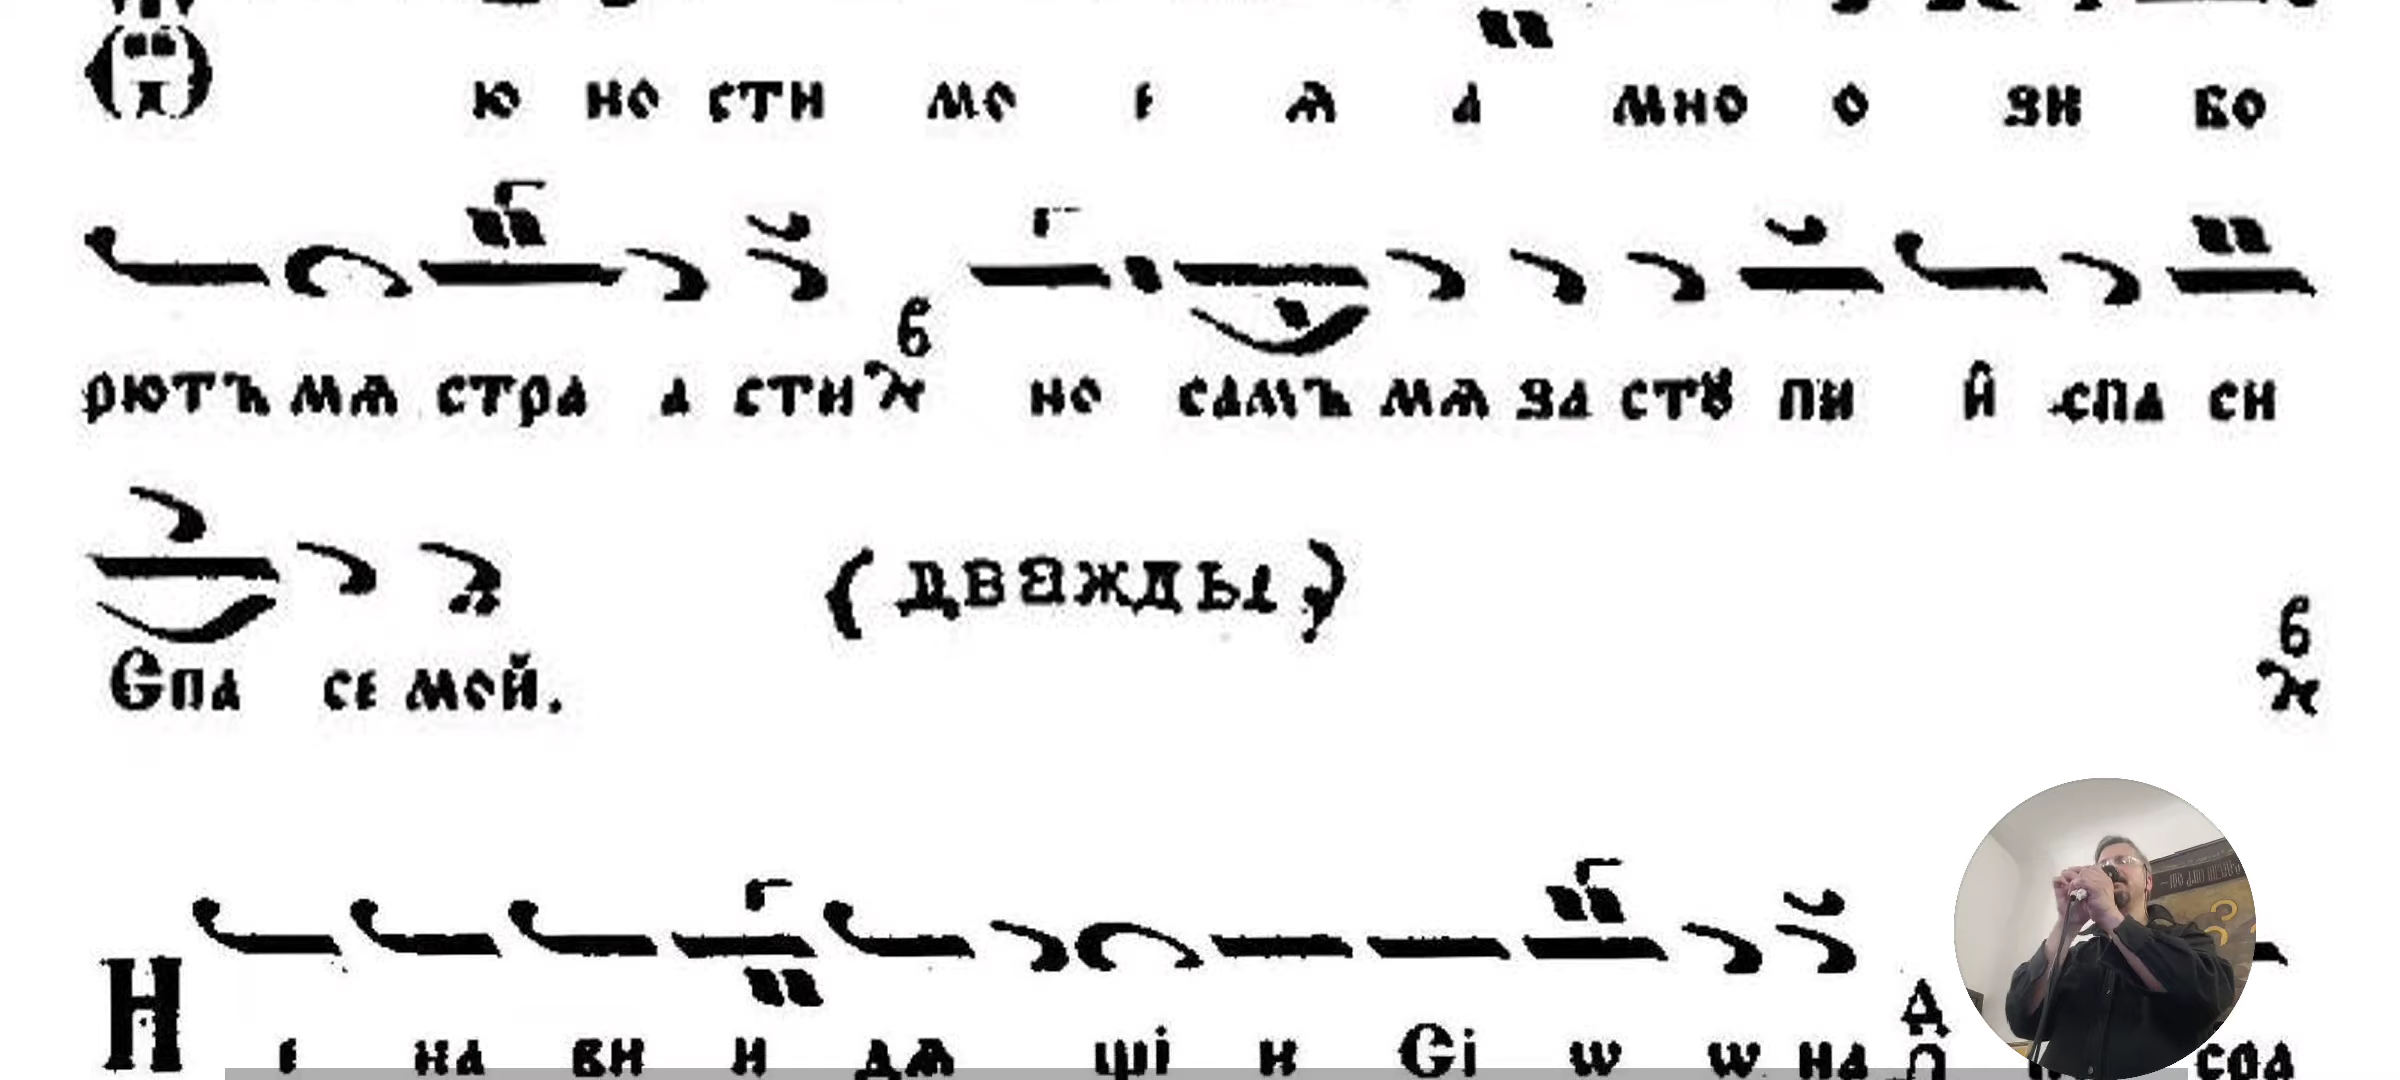 ю но сти мо е ѧ а мно о зи бо
рютъ мѧ стра а сти но самъ мѧ за стꙋ пи и҆ спа си
Спа се мой. (дважды)
Н е на ви и дѧ щі и Сі ѡ ѡ на